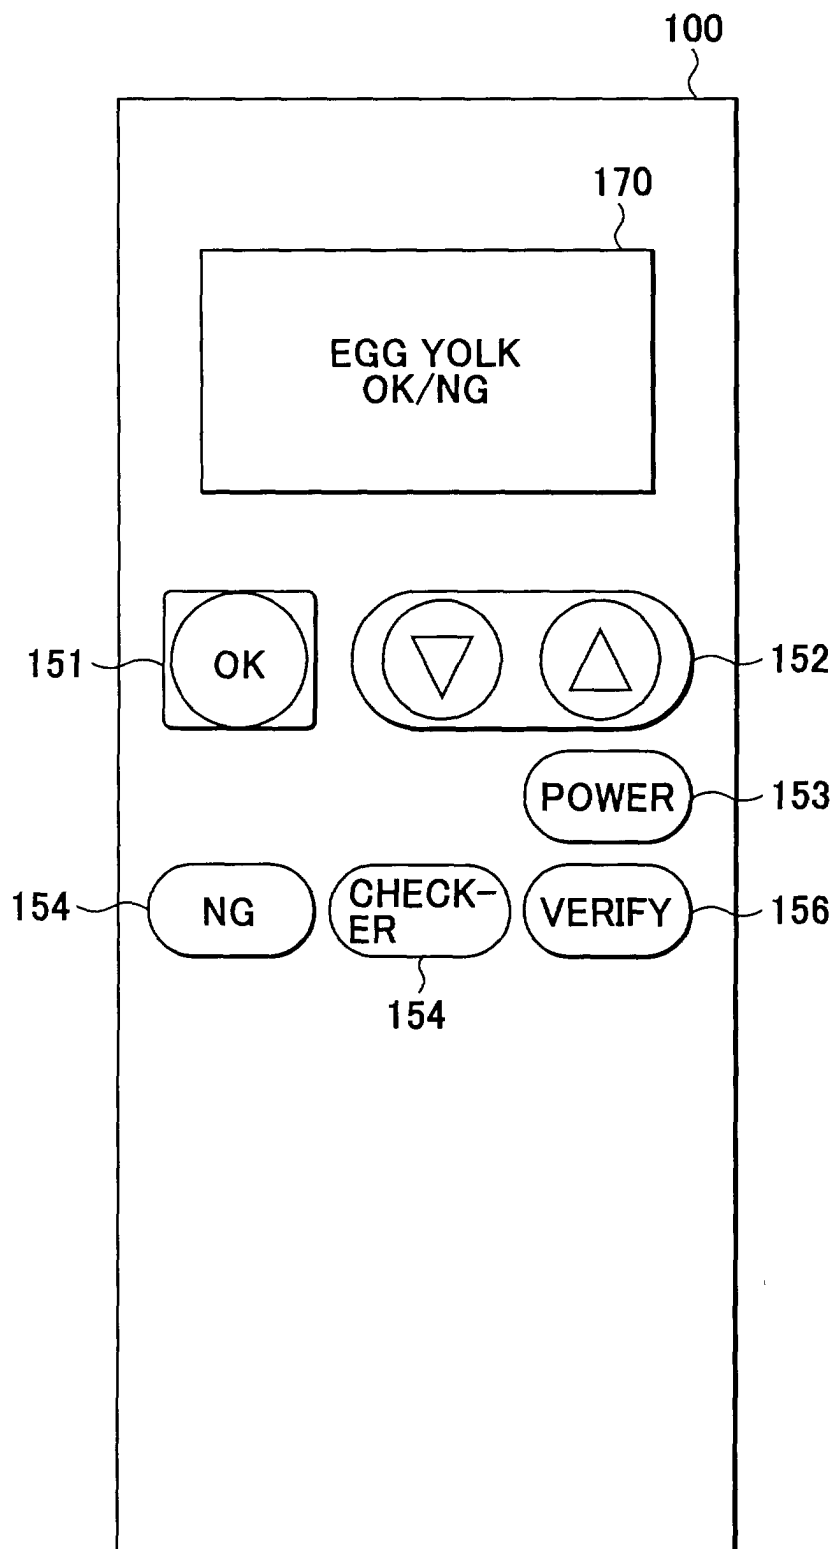 100
170
EGG YOLK
OK/NG
151
OK
152
POWER
153
154
NG
CHECK-
ER
VERIFY
156
154